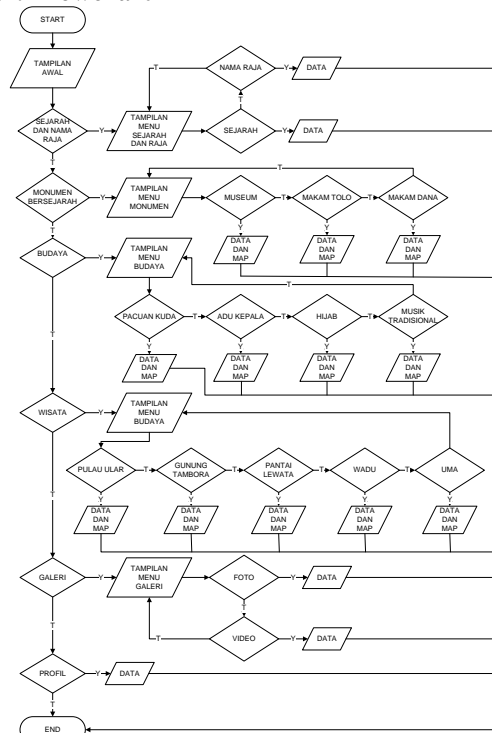 START
TAMPILAN
AWAL
NAMA RAJA
Y
DATA
T
T
SEJARAH
DAN NAMA
RAJA
Y
TAMPILAN
MENU
SEJARAH
DAN RAJA
SEJARAH
Y
DATA
T
T
MONUMEN
BERSEJARAH
Y
TAMPILAN
MENU
MONUMEN
MUSEUM
T
MAKAM TOLO
T
MAKAM DANA
T
Y
Y
Y
DATA
DAN
MAP
DATA
DAN
MAP
DATA
DAN
MAP
BUDAYA
Y
TAMPILAN
MENU
BUDAYA
T
PACUAN KUDA
T
ADU KEPALA
T
HIJAB
T
MUSIK
TRADISIONAL
Y
Y
Y
Y
DATA
DAN
MAP
DATA
DAN
MAP
DATA
DAN
MAP
DATA
DAN
MAP
T
WISATA
Y
TAMPILAN
MENU
BUDAYA
PULAU ULAR
T
GUNUNG
TAMBORA
T
PANTAI
LEWATA
T
WADU
T
UMA
Y
Y
Y
Y
Y
DATA
DAN
MAP
DATA
DAN
MAP
DATA
DAN
MAP
DATA
DAN
MAP
DATA
DAN
MAP
T
GALERI
Y
TAMPILAN
MENU
GALERI
FOTO
Y
DATA
T
T
VIDEO
Y
DATA
T
PROFIL
Y
DATA
T
END